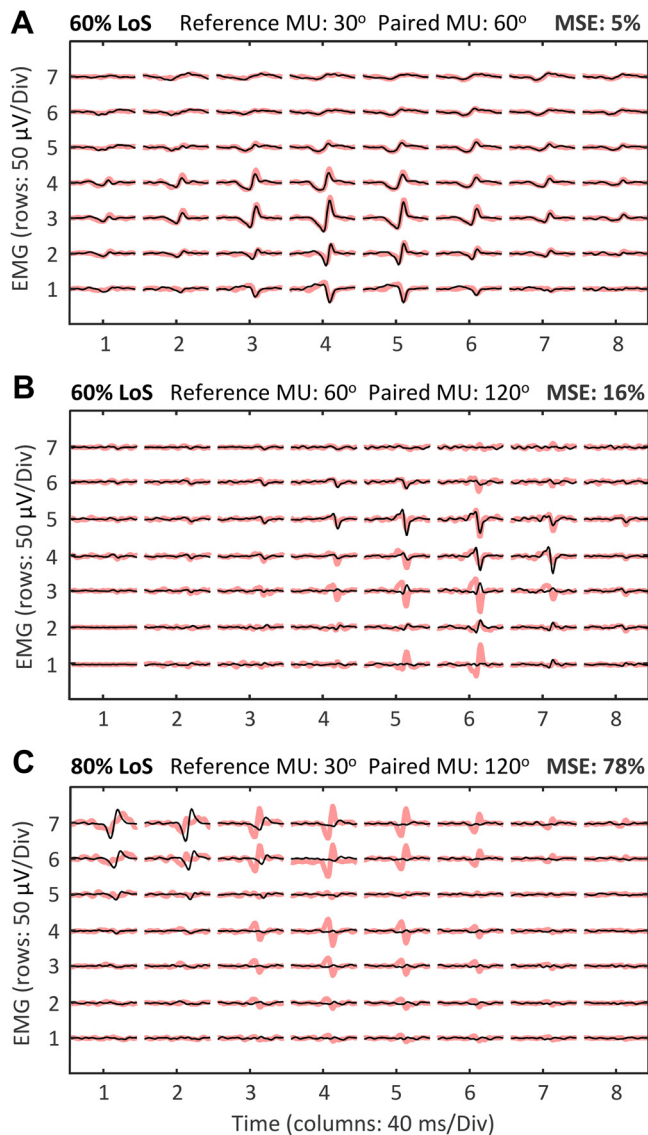 A 60% LoS Reference MU: 30° Paired MU: 60° MSE: 5%
EMG (rows: 50 µV/Div)
7
6
5
4
3
2
1
1 2 3 4 5 6 7 8
B 60% LoS Reference MU: 60° Paired MU: 120° MSE: 16%
EMG (rows: 50 µV/Div)
7
6
5
4
3
2
1
1 2 3 4 5 6 7 8
C 80% LoS Reference MU: 30° Paired MU: 120° MSE: 78%
EMG (rows: 50 µV/Div)
7
6
5
4
3
2
1
1 2 3 4 5 6 7 8
Time (columns: 40 ms/Div)